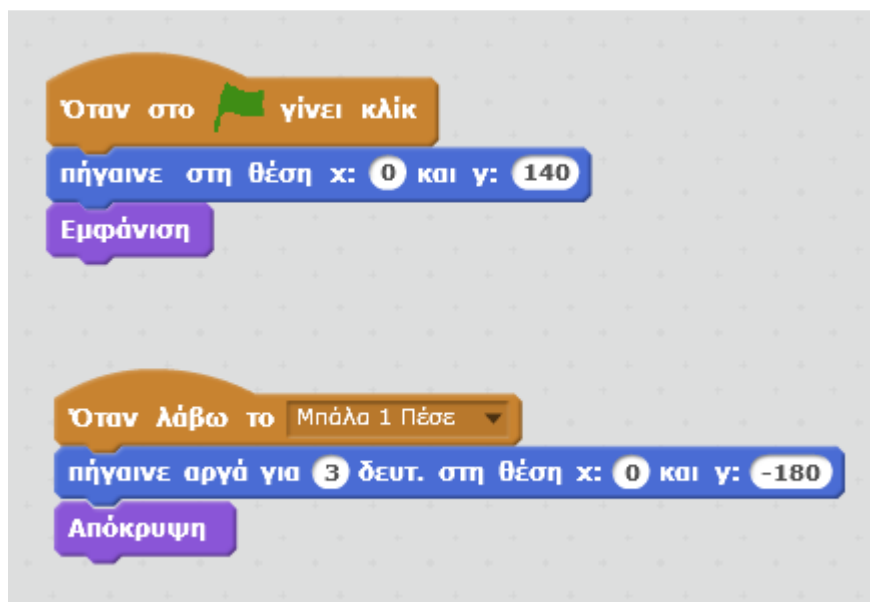 Όταν στο γίνει κλίκ
πήγαινε στη θέση x: 0 και y: 140
Εμφάνιση
Όταν λάβω το Μπάλα 1 Πέσε
πήγαινε αργά για 3 δευτ. στη θέση x: 0 και y: -180
Απόκρυψη